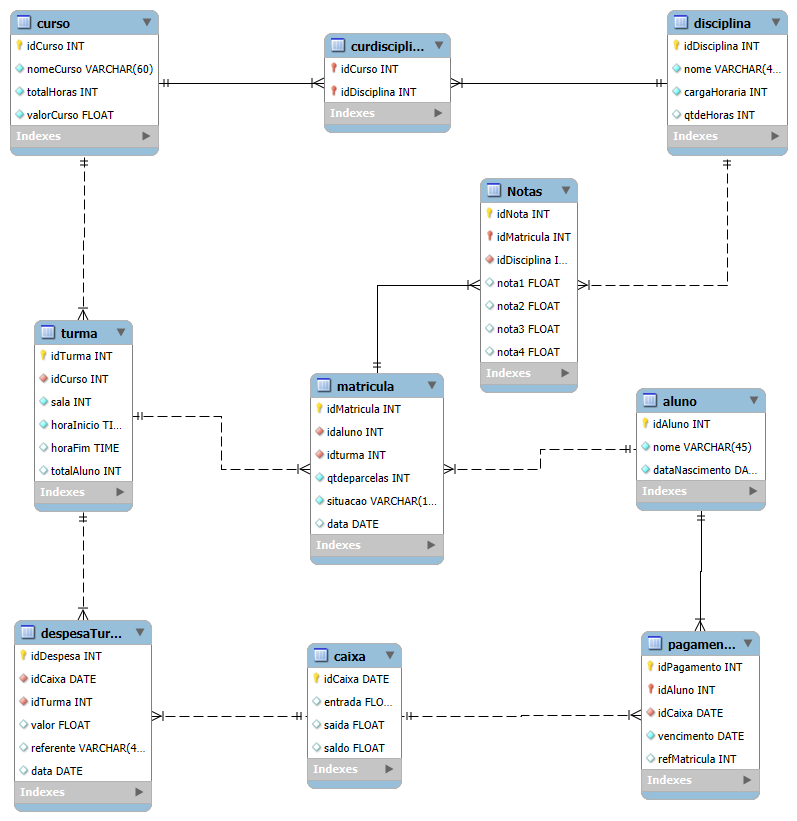 curso
idCurso INT
nomeCurso VARCHAR(60)
totalHoras INT
valorCurso FLOAT
Indexes
curdiscipli...
idCurso INT
idDisciplina INT
Indexes
disciplina
idDisciplina INT
nome VARCHAR(4...
cargaHoraria INT
qtdeHoras INT
Indexes
Notas
idNota INT
idMatricula INT
idDisciplina I...
nota1 FLOAT
nota2 FLOAT
nota3 FLOAT
nota4 FLOAT
Indexes
turma
idTurma INT
idCurso INT
sala INT
horaInicio TI...
horaFim TIME
totalAluno INT
Indexes
matricula
idMatricula INT
idaluno INT
idturma INT
qtdeparcelas INT
situacao VARCHAR(1...
data DATE
Indexes
aluno
idAluno INT
nome VARCHAR(45)
dataNascimento DA...
Indexes
despesaTur...
idDespesa INT
idCaixa DATE
idTurma INT
valor FLOAT
referente VARCHAR(4...
data DATE
Indexes
caixa
idCaixa DATE
entrada FLO...
saida FLOAT
saldo FLOAT
Indexes
pagamen...
idPagamento INT
idAluno INT
idCaixa DATE
vencimento DATE
refMatricula INT
Indexes